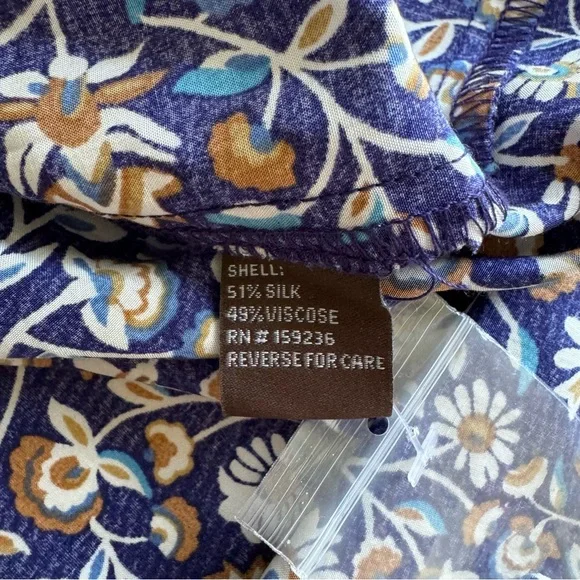 SHELL:
51% SILK
49% VISCOSE
RN # 159236
REVERSE FOR CARE